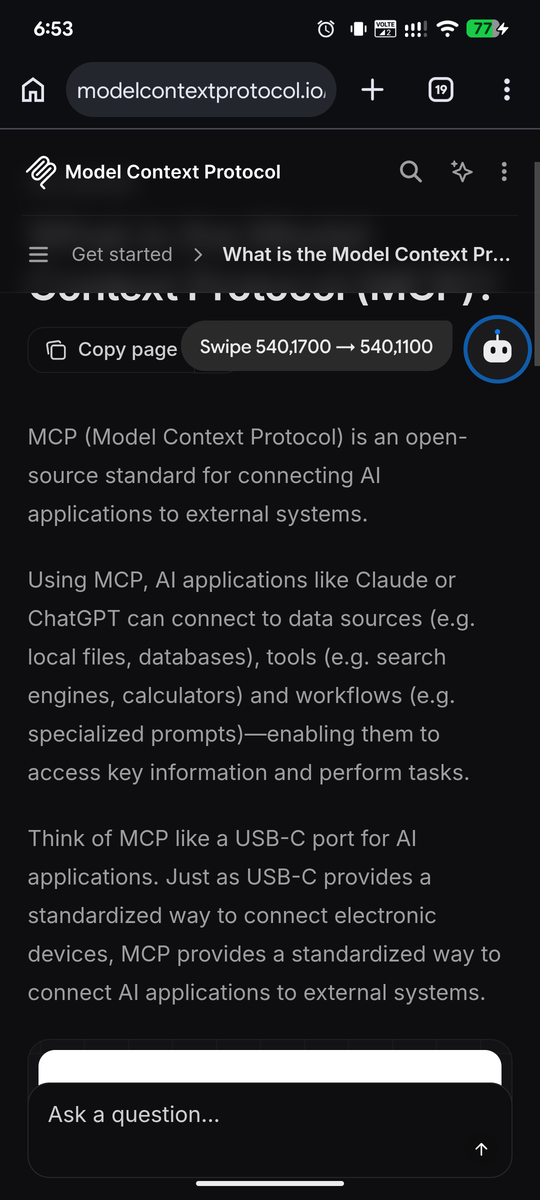 6:53
VOLTE
2
77
modelcontextprotocol.io/
19
Model Context Protocol
Get started > What is the Model Context Pr...
Context Protocol (MCP)?
Copy page
Swipe 540,1700 → 540,1100
MCP (Model Context Protocol) is an open-
source standard for connecting AI
applications to external systems.
Using MCP, AI applications like Claude or
ChatGPT can connect to data sources (e.g.
local files, databases), tools (e.g. search
engines, calculators) and workflows (e.g.
specialized prompts)—enabling them to
access key information and perform tasks.
Think of MCP like a USB-C port for AI
applications. Just as USB-C provides a
standardized way to connect electronic
devices, MCP provides a standardized way to
connect AI applications to external systems.
Ask a question...